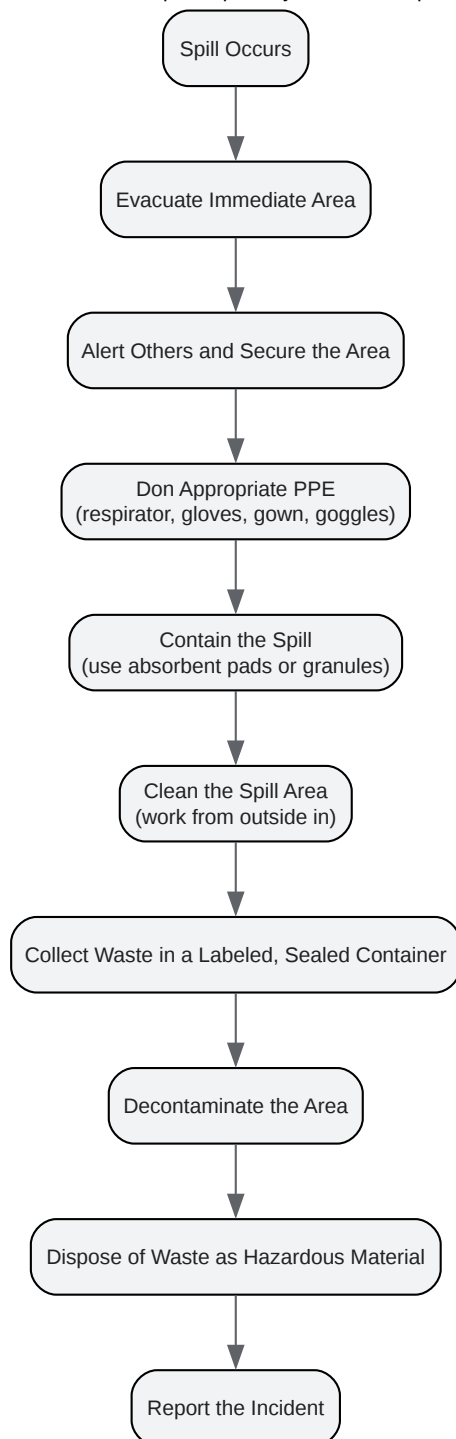 Spill Occurs
Evacuate Immediate Area
Alert Others and Secure the Area
Don Appropriate PPE
(respirator, gloves, gown, goggles)
Contain the Spill
(use absorbent pads or granules)
Clean the Spill Area
(work from outside in)
Collect Waste in a Labeled, Sealed Container
Decontaminate the Area
Dispose of Waste as Hazardous Material
Report the Incident